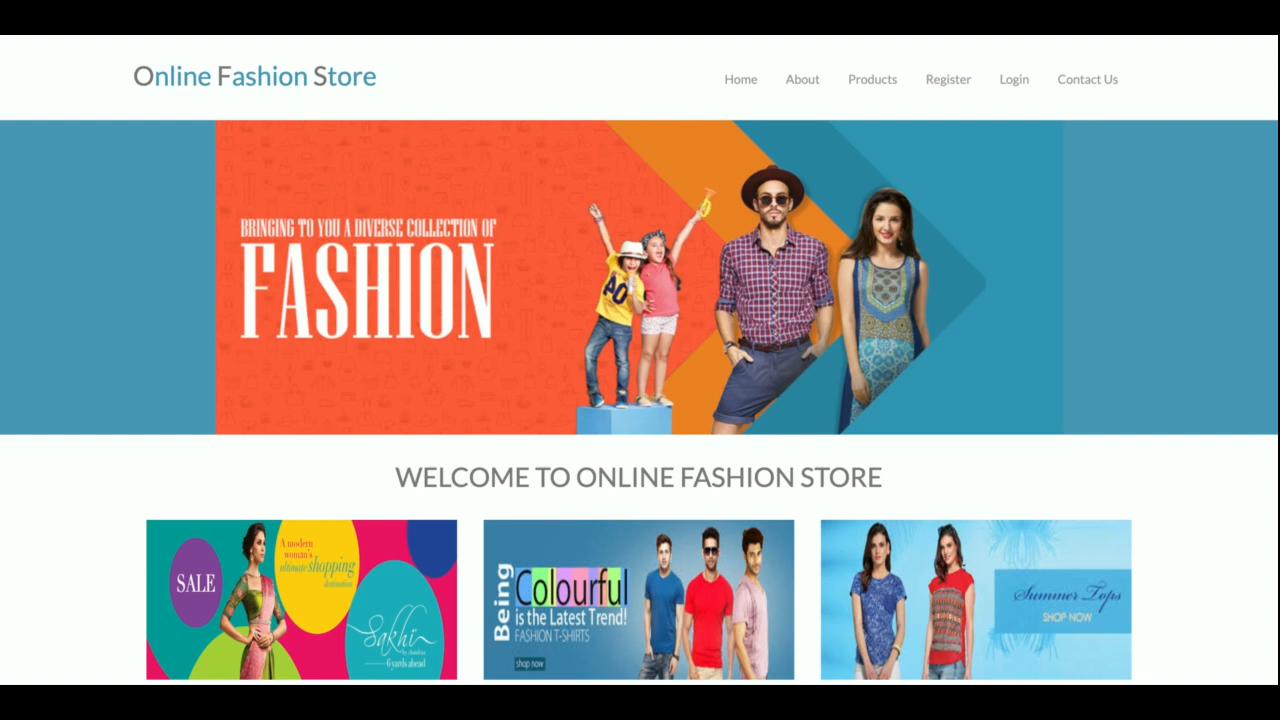 Online Fashion Store
Home About Products Register Login Contact Us
BRINGING TO YOU A DIVERSE COLLECTION OF
FASHION
WELCOME TO ONLINE FASHION STORE
SALE
A modern
woman's
ultimate shopping
destination
Sakhi
by chandra
6 yards ahead
Being
Colourful
is the Latest Trend!
FASHION T-SHIRTS
shop now
Summer Tops
SHOP NOW